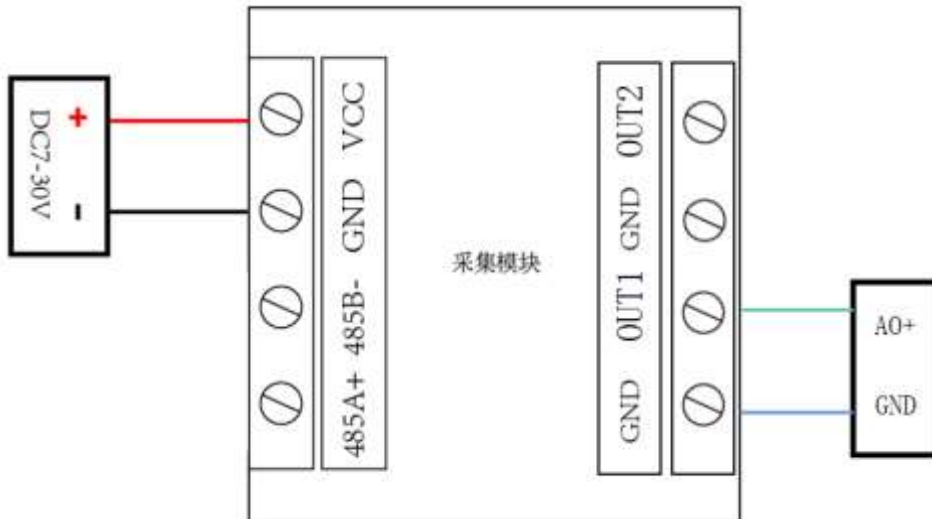 +
-
DC7-30V
VCC
GND
485B-
485A+
采集模块
OUT2
GND
OUT1
GND
AO+
GND